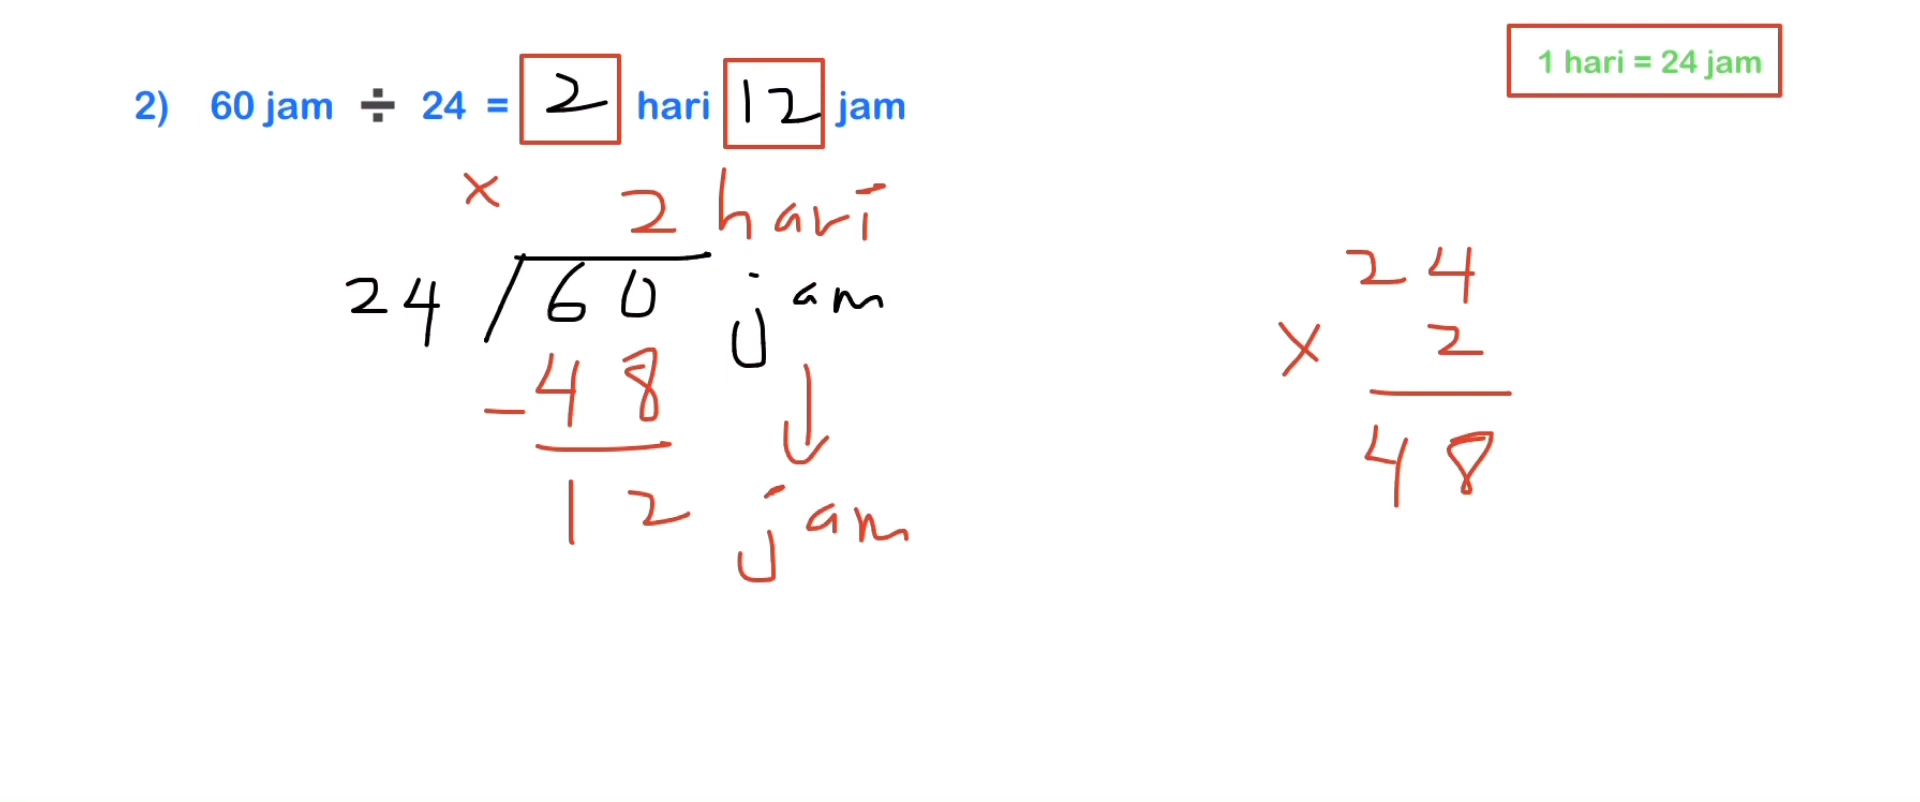 1 hari = 24 jam
2) 60 jam ÷ 24 = 2 hari 12 jam
× 2 hari
24 / 60 jam
- 48
12 jam
24
× 2
48